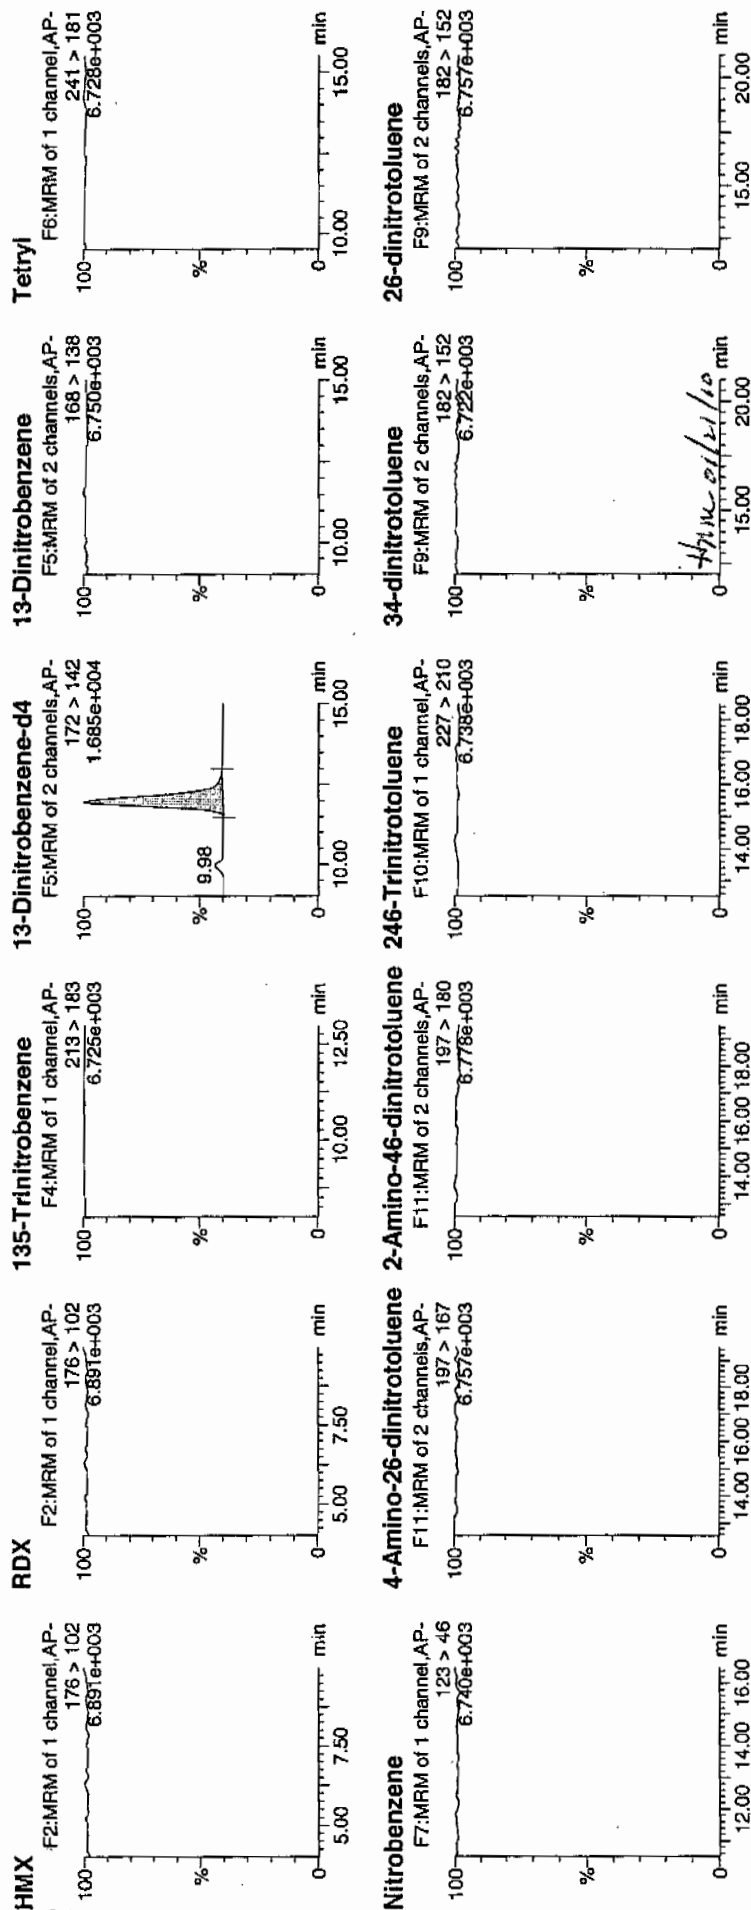 HMX
F2:MRM of 1 channel,AP-
176 > 102
6.891e+003
100
%
0
5.00 7.50 min
RDX
F2:MRM of 1 channel,AP-
176 > 102
6.891e+003
100
%
0
5.00 7.50 min
135-Trinitrobenzene
F4:MRM of 1 channel,AP-
213 > 183
6.725e+003
100
%
0
10.00 12.50 min
13-Dinitrobenzene-d4
F5:MRM of 2 channels,AP-
172 > 142
1.685e+004
100
9.98
%
0
10.00 15.00 min
13-Dinitrobenzene
F5:MRM of 2 channels,AP-
168 > 138
6.750e+003
100
%
0
10.00 15.00 min
Tetryl
F6:MRM of 1 channel,AP-
241 > 181
6.728e+003
100
%
0
10.00 15.00 min
Nitrobenzene
F7:MRM of 1 channel,AP-
123 > 46
6.740e+003
100
%
0
12.00 14.00 16.00 min
4-Amino-26-dinitrotoluene
F11:MRM of 2 channels,AP-
197 > 167
6.757e+003
100
%
0
14.00 16.00 18.00 min
2-Amino-46-dinitrotoluene
F11:MRM of 2 channels,AP-
197 > 180
6.778e+003
100
%
0
14.00 16.00 18.00 min
246-Trinitrotoluene
F10:MRM of 1 channel,AP-
227 > 210
6.738e+003
100
%
0
14.00 16.00 18.00 min
34-dinitrotoluene
F9:MRM of 2 channels,AP-
182 > 152
6.722e+003
100
%
0
01/21/10
15.00 20.00 min
26-dinitrotoluene
F9:MRM of 2 channels,AP-
182 > 152
6.757e+003
100
%
0
15.00 20.00 min